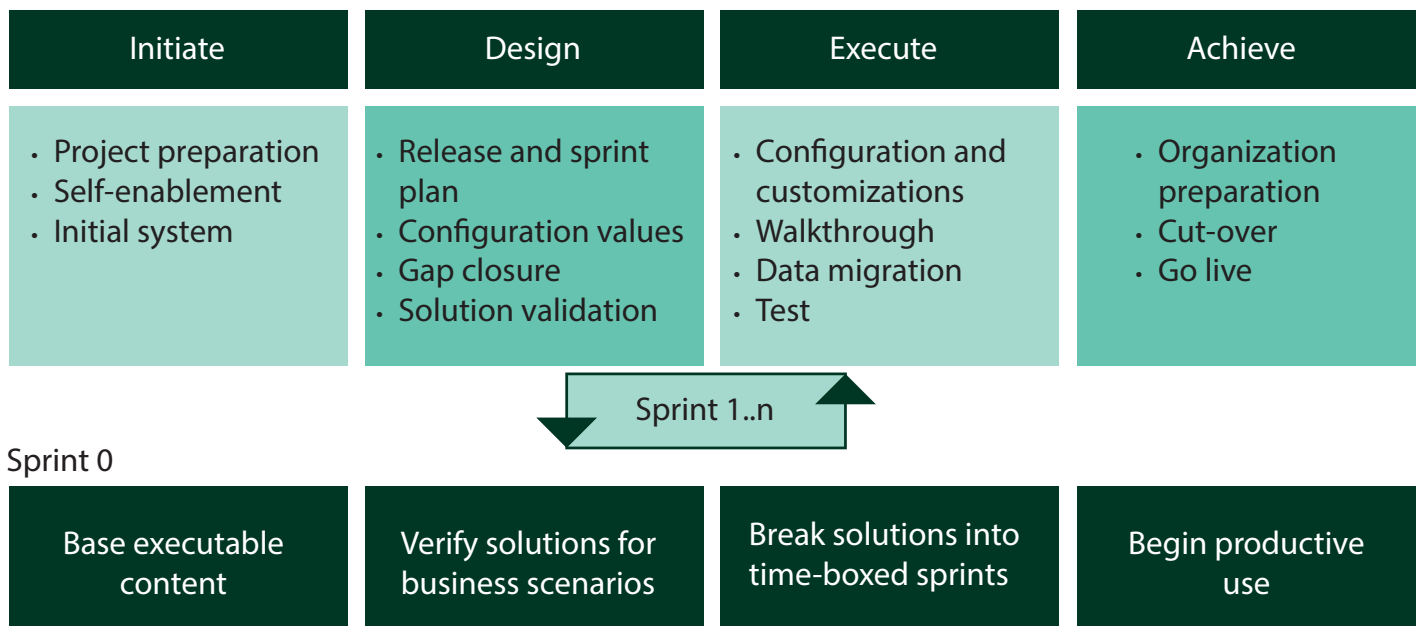 Initiate
Design
Execute
Achieve
• Project preparation
• Self-enablement
• Initial system
• Release and sprint
plan
• Configuration values
• Gap closure
• Solution validation
• Configuration and
customizations
• Walkthrough
• Data migration
• Test
• Organization
preparation
• Cut-over
• Go live
Sprint 1..n
Sprint 0
Base executable
content
Verify solutions for
business scenarios
Break solutions into
time-boxed sprints
Begin productive
use